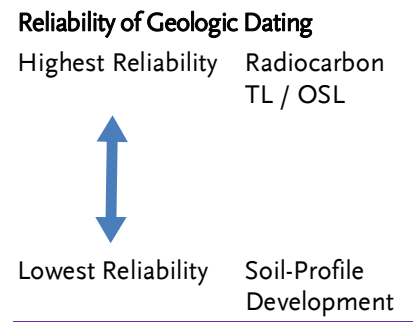 Reliability of Geologic Dating
Highest Reliability Radiocarbon
TL / OSL
Lowest Reliability Soil-Profile
Development